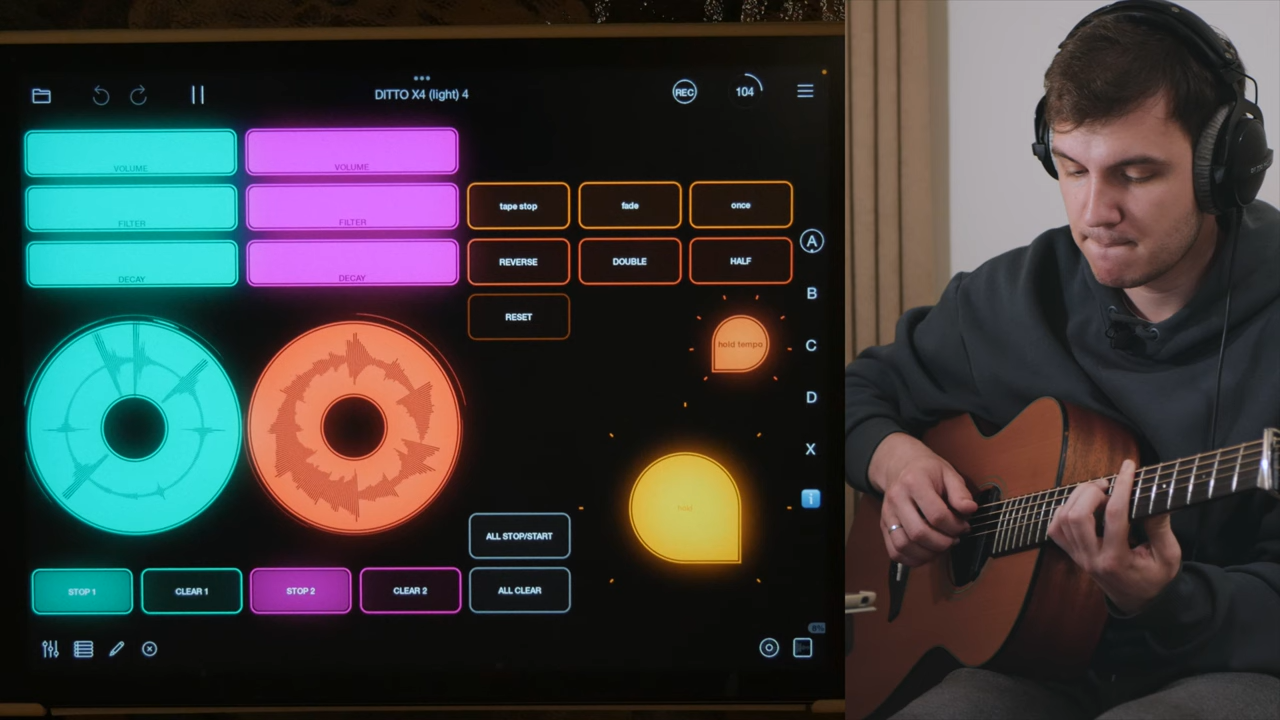 DITTO X4 (light) 4
REC
104
VOLUME
VOLUME
FILTER
FILTER
tape stop
fade
once
A
DECAY
DECAY
REVERSE
DOUBLE
HALF
B
RESET
hold tempo
C
D
X
hold
i
ALL STOP/START
STOP 1
CLEAR 1
STOP 2
CLEAR 2
ALL CLEAR